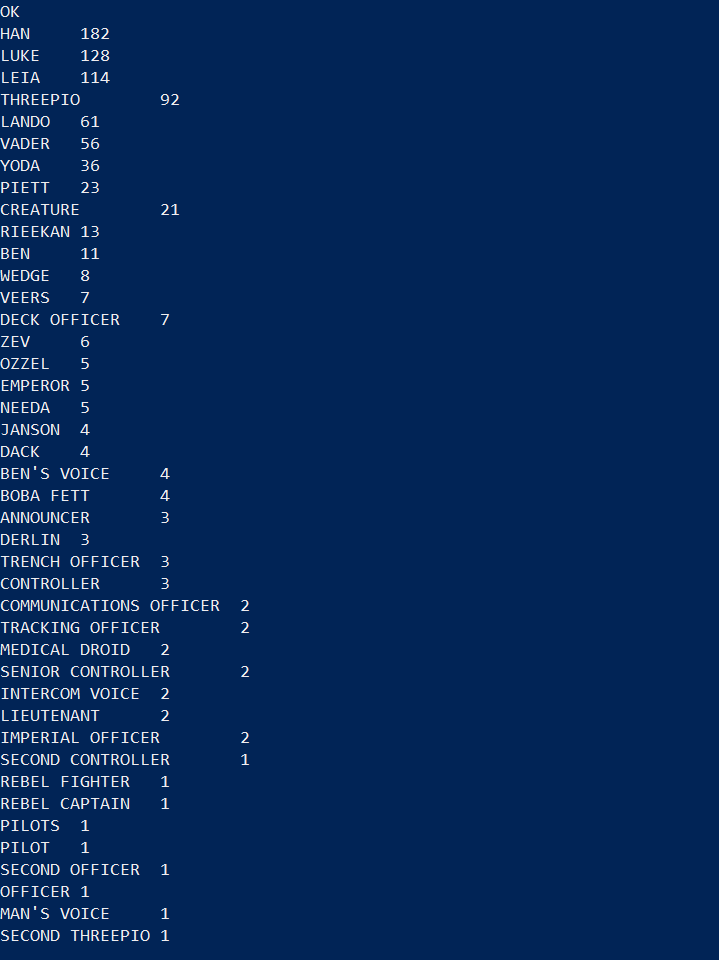 OK
HAN 182
LUKE 128
LEIA 114
THREEPIO 92
LANDO 61
VADER 56
YODA 36
PIETT 23
CREATURE 21
RIEEKAN 13
BEN 11
WEDGE 8
VEERS 7
DECK OFFICER 7
ZEV 6
OZZEL 5
EMPEROR 5
NEEDA 5
JANSON 4
DACK 4
BEN'S VOICE 4
BOBA FETT 4
ANNOUNCER 3
DERLIN 3
TRENCH OFFICER 3
CONTROLLER 3
COMMUNICATIONS OFFICER 2
TRACKING OFFICER 2
MEDICAL DROID 2
SENIOR CONTROLLER 2
INTERCOM VOICE 2
LIEUTENANT 2
IMPERIAL OFFICER 2
SECOND CONTROLLER 1
REBEL FIGHTER 1
REBEL CAPTAIN 1
PILOTS 1
PILOT 1
SECOND OFFICER 1
OFFICER 1
MAN'S VOICE 1
SECOND THREEPIO 1